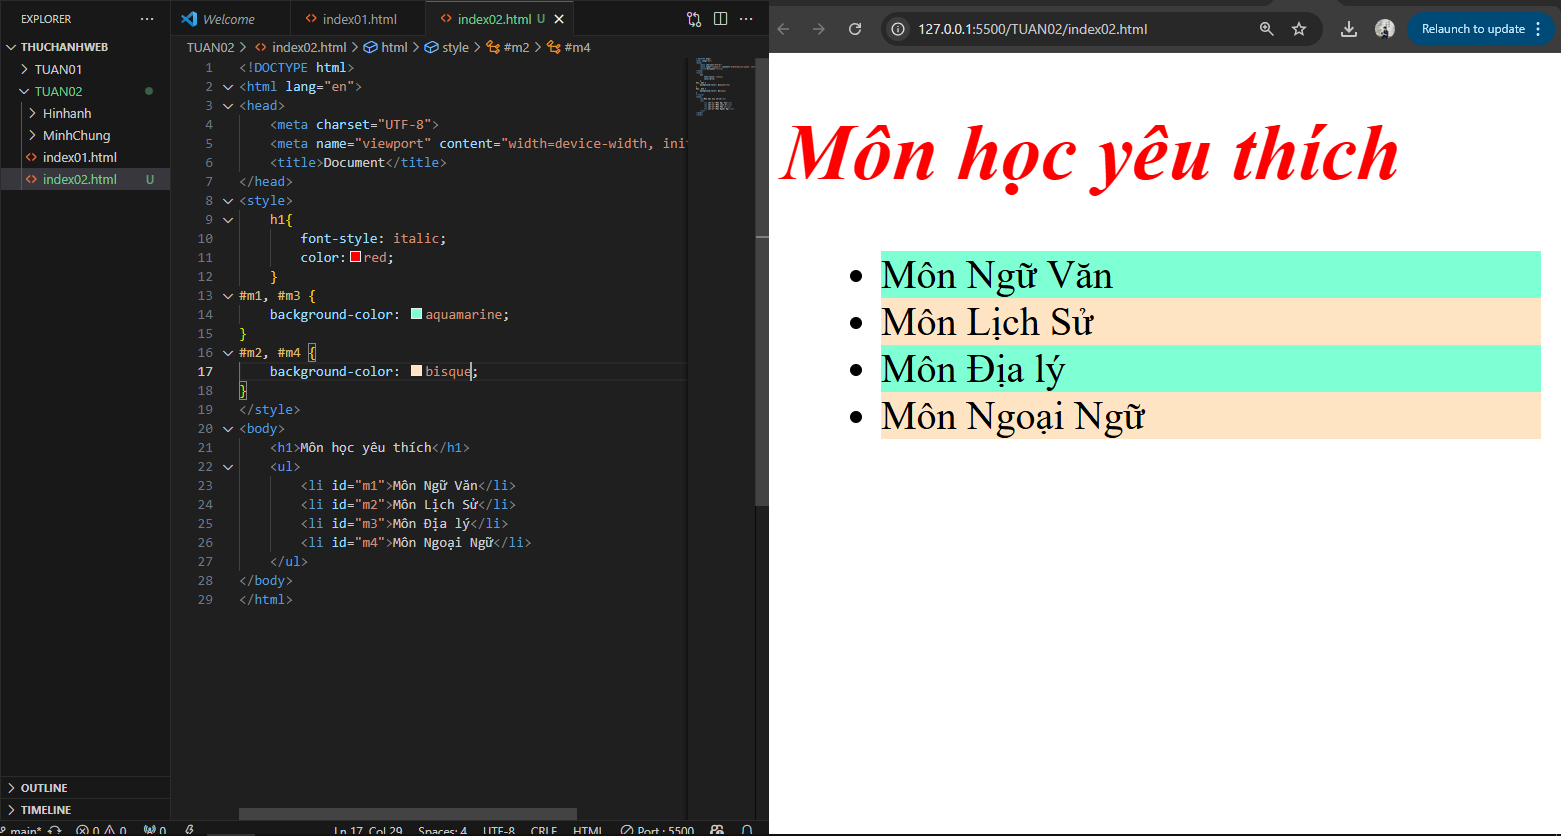 EXPLORER
THUCHANHWEB
TUAN01
TUAN02
Hinhanh
MinhChung
index01.html
index02.html U
OUTLINE
TIMELINE
Welcome
index01.html
index02.html U
TUAN02 > index02.html > html > style > #m2 > #m4
1 <!DOCTYPE html>
2 <html lang="en">
3 <head>
4 <meta charset="UTF-8">
5 <meta name="viewport" content="width=device-width, init
6 <title>Document</title>
7 </head>
8 <style>
9 h1{
10 font-style: italic;
11 color: red;
12 }
13 #m1, #m3 {
14 background-color: aquamarine;
15 }
16 #m2, #m4 {
17 background-color: bisque;
18 }
19 </style>
20 <body>
21 <h1>Môn học yêu thích</h1>
22 <ul>
23 <li id="m1">Môn Ngữ Văn</li>
24 <li id="m2">Môn Lịch Sử</li>
25 <li id="m3">Môn Địa lý</li>
26 <li id="m4">Môn Ngoại Ngữ</li>
27 </ul>
28 </body>
29 </html>
main* 0 0 0 Ln 17, Col 29 Spaces: 4 UTF-8 CRLF HTML Port : 5500
127.0.0.1:5500/TUAN02/index02.html
Relaunch to update
Môn học yêu thích
Môn Ngữ Văn
Môn Lịch Sử
Môn Địa lý
Môn Ngoại Ngữ